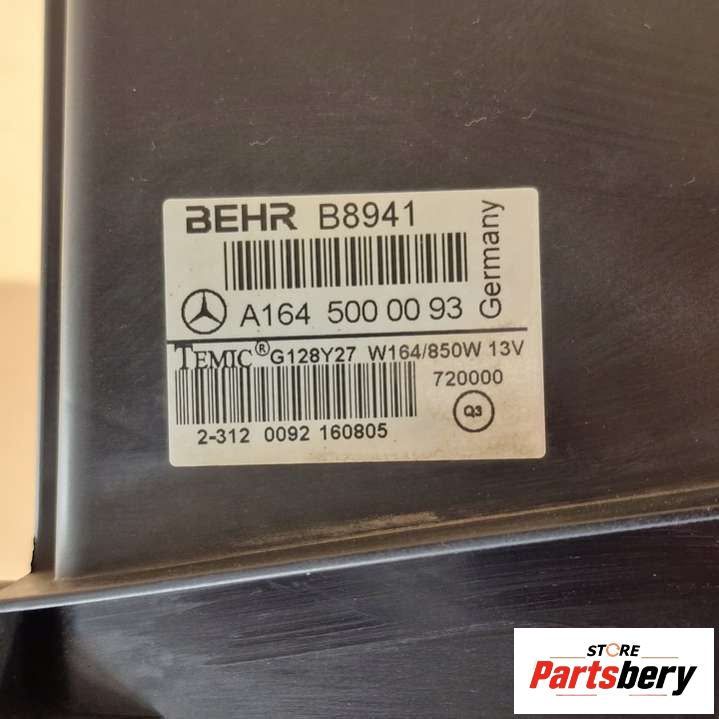 BEHR B8941
Germany
A164 500 00 93
TEMIC® G128Y27 W164/850W 13V
720000
Q3
2-312 0092 160805
STORE
Partsbery